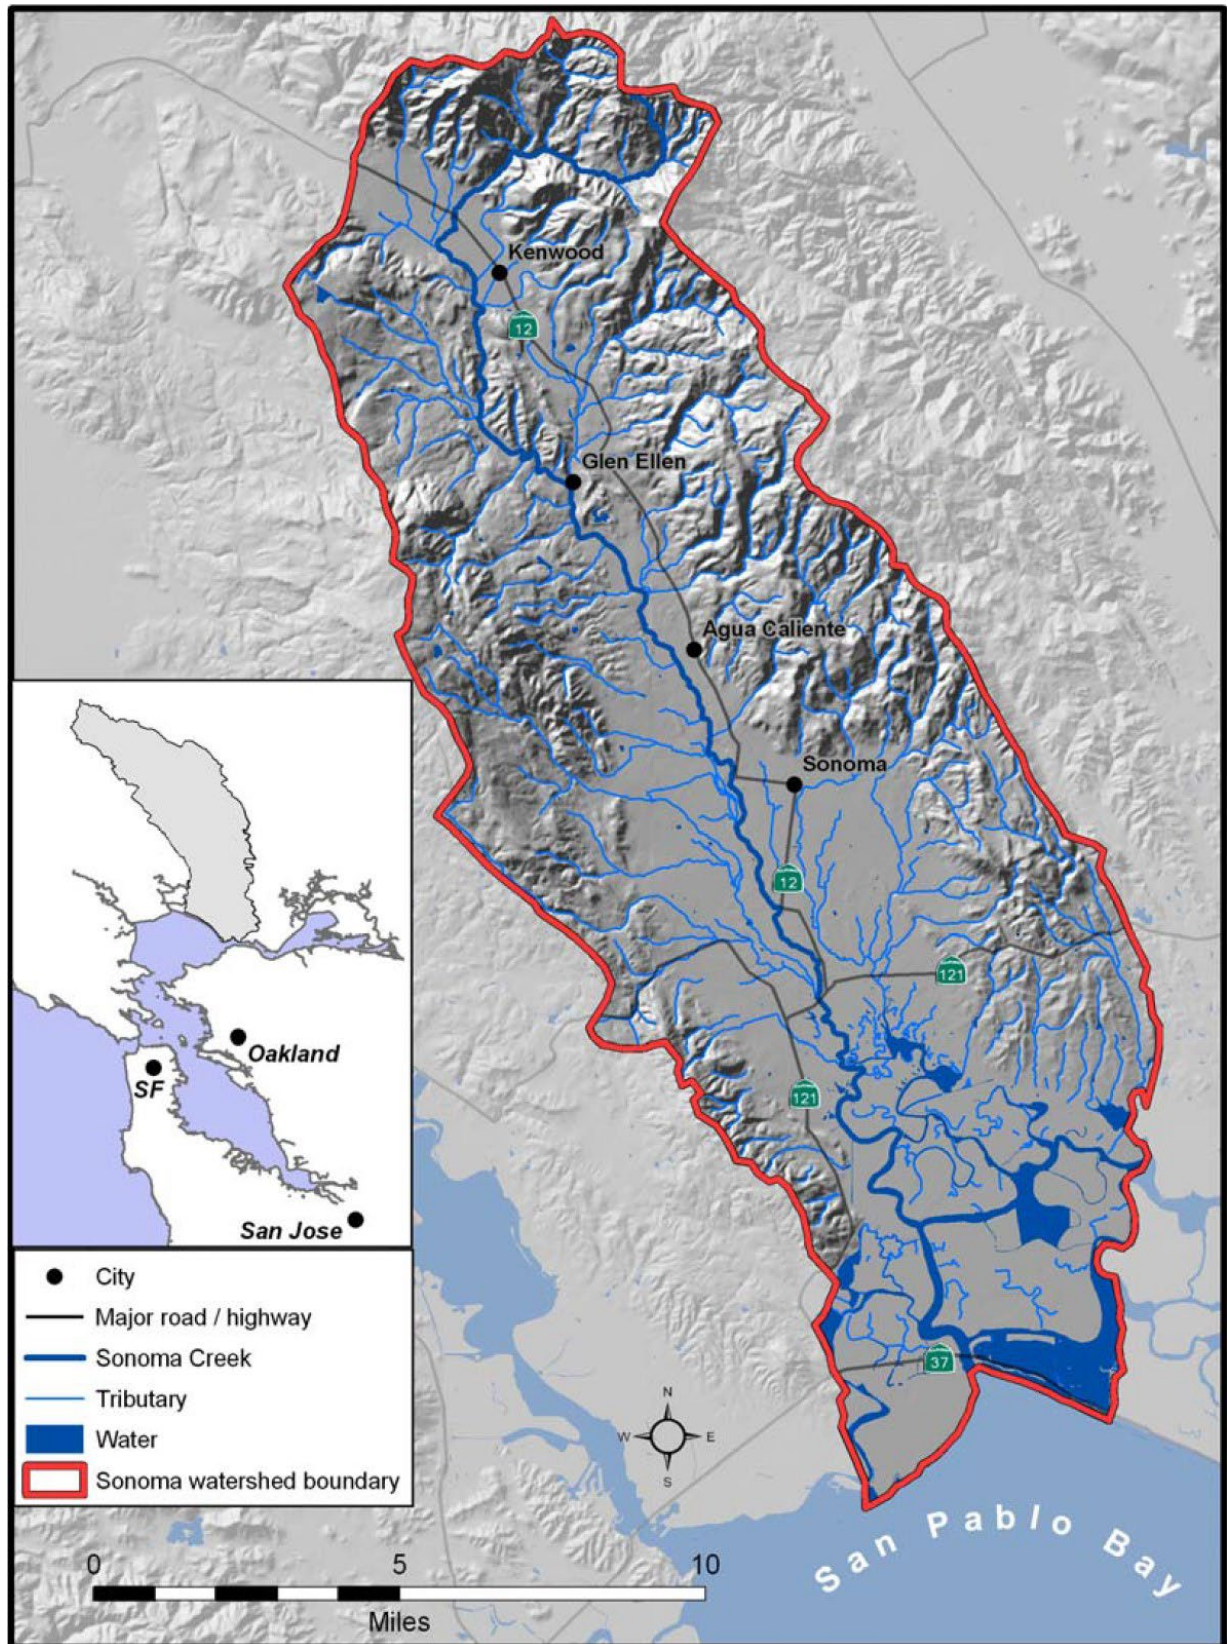 Kenwood
12
Glen Ellen
Agua Caliente
Sonoma
12
121
121
37
Oakland
SF
San Jose
City
Major road / highway
Sonoma Creek
Tributary
Water
Sonoma watershed boundary
N
W E
S
San Pablo Bay
0 5 10
Miles